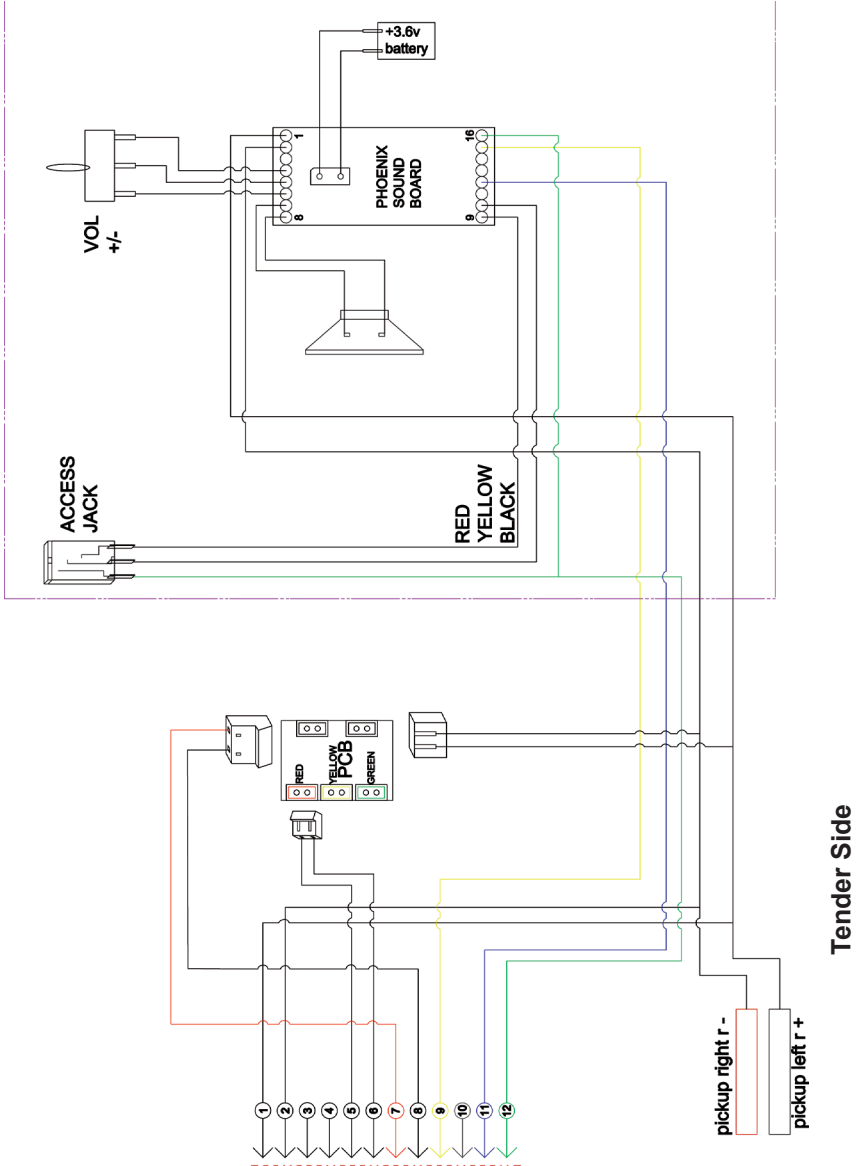 +3.6v
battery
1
16
PHOENIX
SOUND
BOARD
8
9
VOL
+/-
ACCESS
JACK
RED
YELLOW
BLACK
RED
YELLOW
PCB
GREEN
1
2
3
4
5
6
7
8
9
10
11
12
pickup right r -
pickup left r +
Tender Side